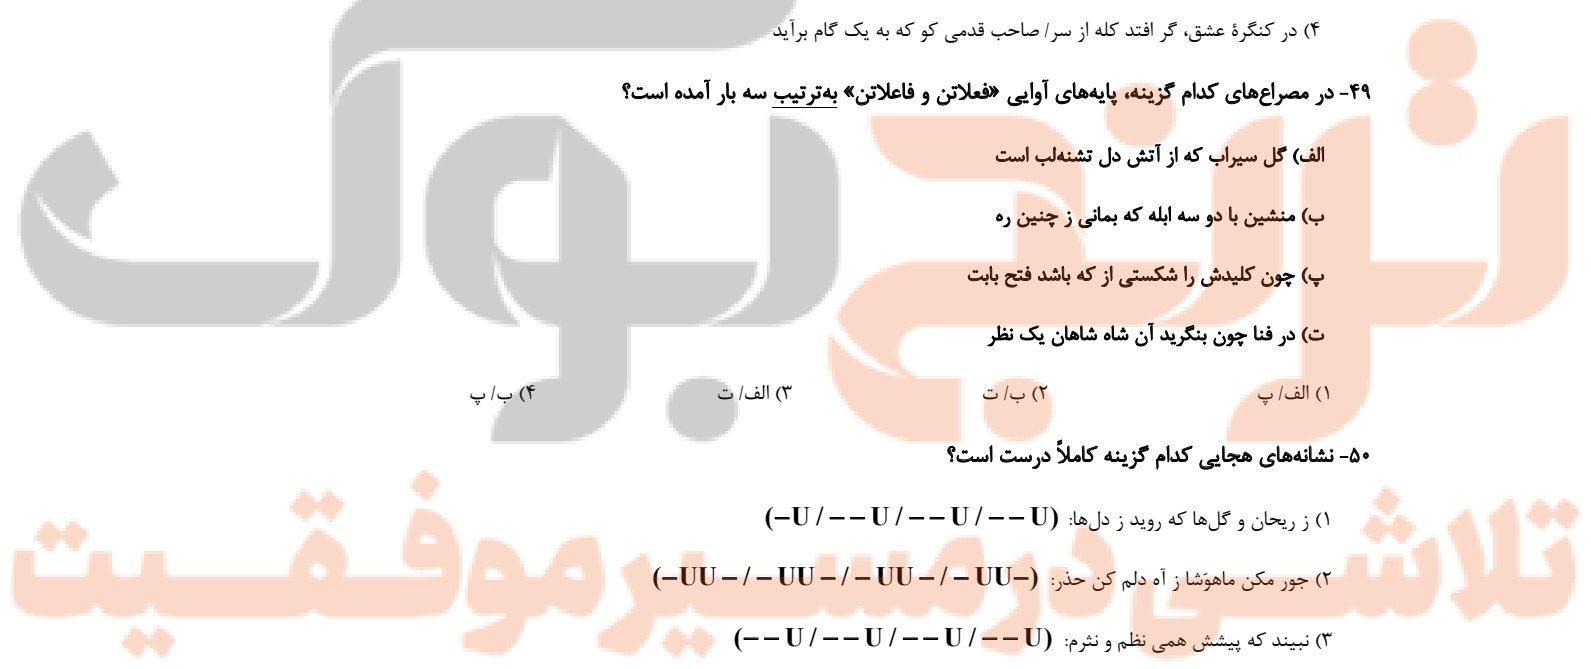 ۴) در کنگرۀ عشق، گر افتد کله از سر/ صاحب قدمی کو که به یک گام برآید
۴۹- در مصراع‌های کدام گزینه، پایه‌های آوایی «فعلاتن و فاعلاتن» به‌ترتیب سه بار آمده است؟
الف) گل سیراب که از آتش دل تشنه‌لب است
ب) منشین با دو سه ابله که بمانی ز چنین ره
پ) چون کلیدش را شکستی از که باشد فتح بابت
ت) در فنا چون بنگرید آن شاه شاهان یک نظر
۱) الف/ پ ۲) ب/ ت ۳) الف/ ت ۴) ب/ پ
۵۰- نشانه‌های هجایی کدام گزینه کاملاً درست است؟
۱) ز ریحان و گل‌ها که روید ز دل‌ها: (–U / – – U / – – U / – – U)
۲) جور مکن ماهوَشا ز آه دلم کن حذر: (–UU – / – UU – / – UU – / – UU–)
۳) نبیند که پیشش همی نظم و نثرم: (– – U / – – U / – – U / – – U)
ترنج بوک
تلاشی در مسیر موفقیت